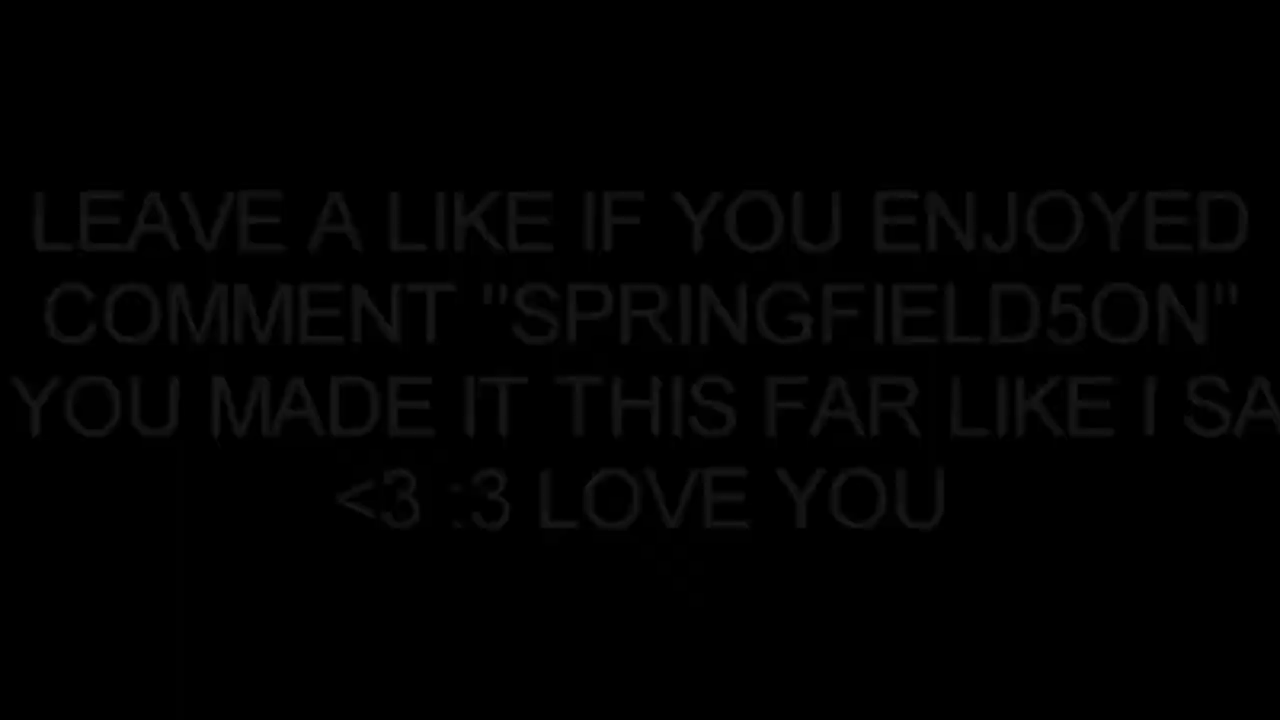 LEAVE A LIKE IF YOU ENJOYED
COMMENT "SPRINGFIELD5ON"
YOU MADE IT THIS FAR LIKE I SA
<3 :3 LOVE YOU